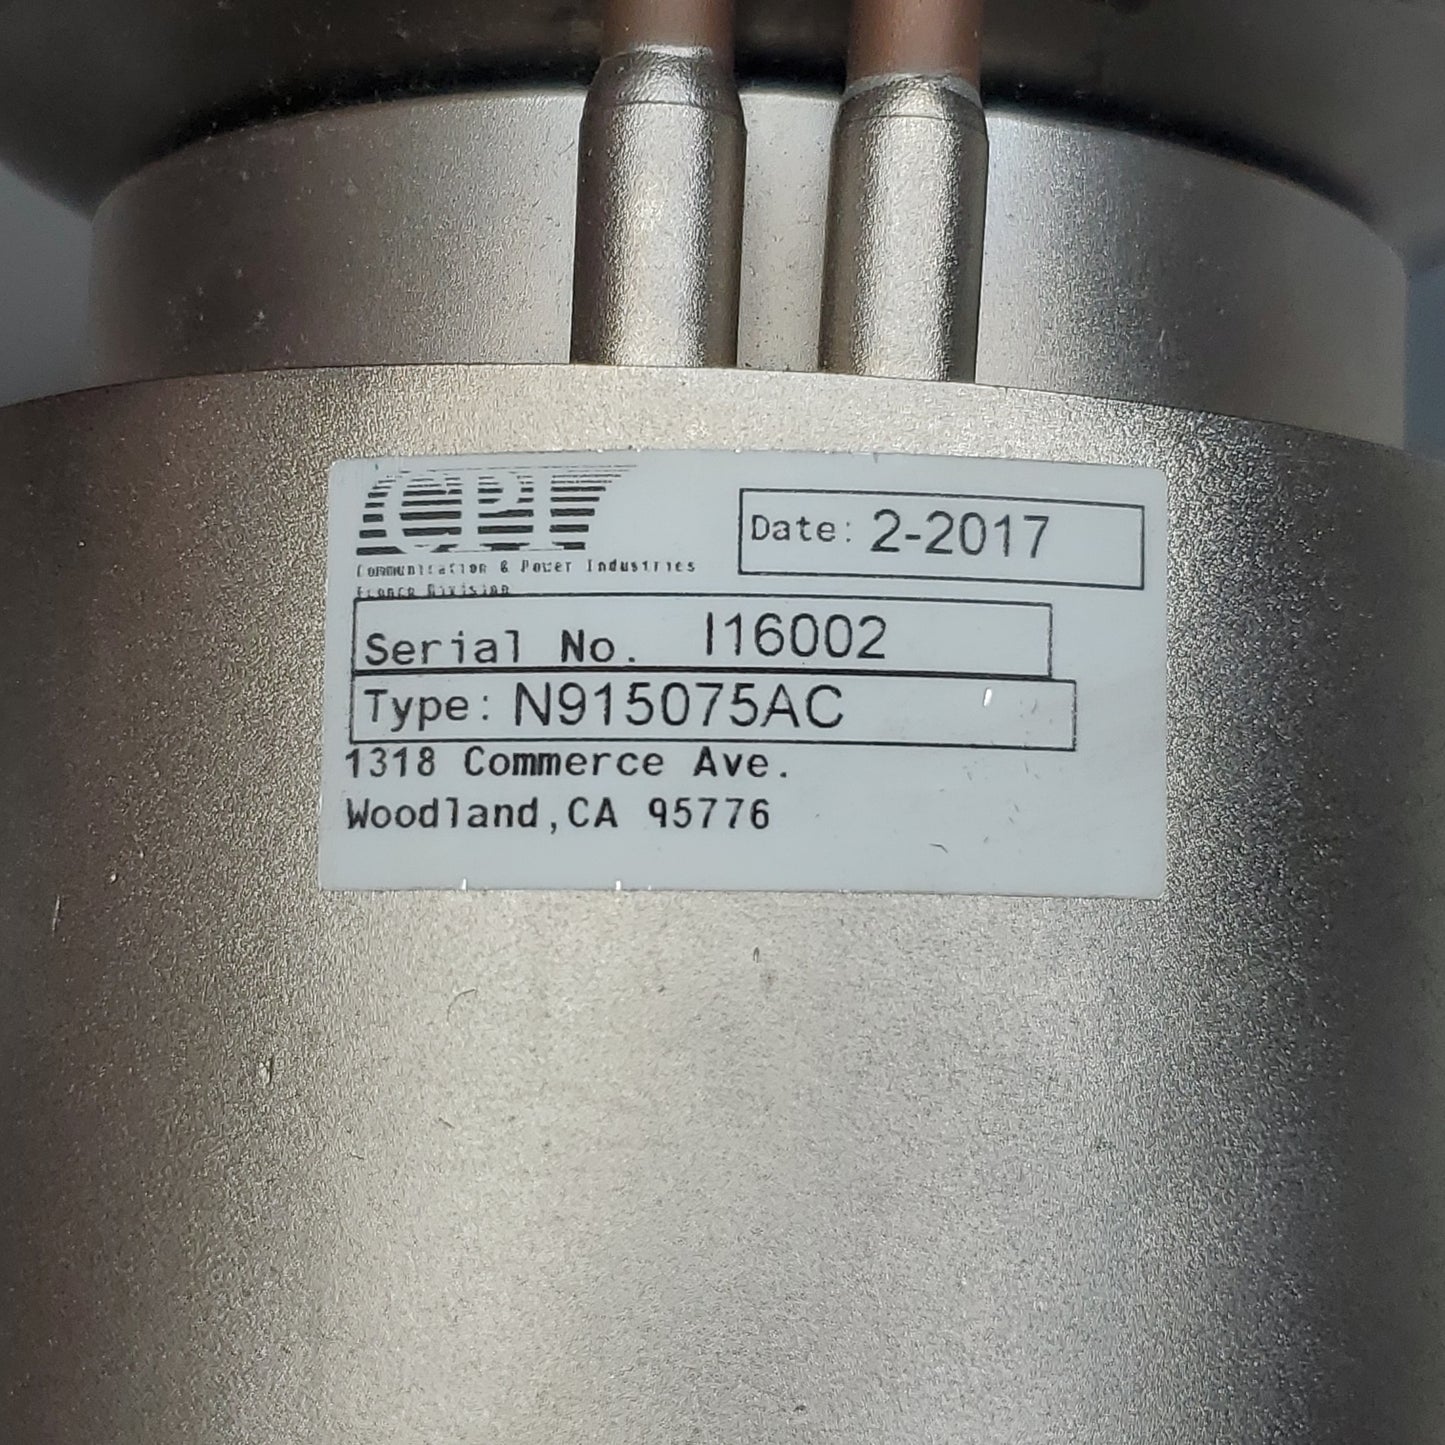 CPI
Communication & Power Industries
Econco Division
Date: 2-2017
Serial No. I16002
Type: N915075AC
1318 Commerce Ave.
Woodland,CA 95776